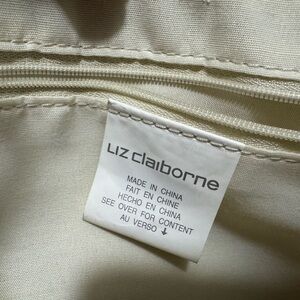 LIZ claiborne
MADE IN CHINA
FAIT EN CHINE
HECHO EN CHINA
SEE OVER FOR CONTENT
AU VERSO ↓